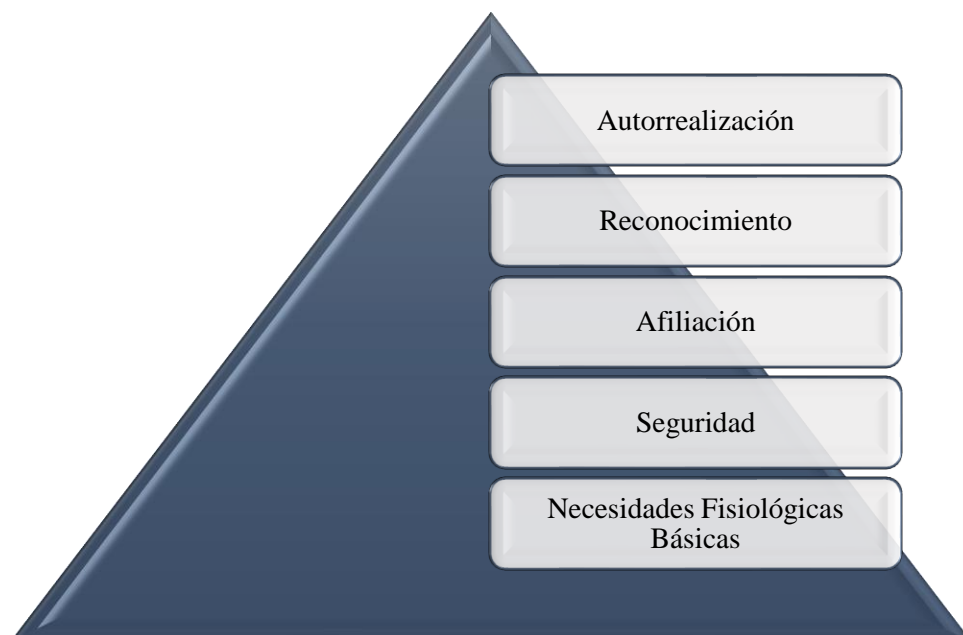 Autorrealización
Reconocimiento
Afiliación
Seguridad
Necesidades Fisiológicas
Básicas